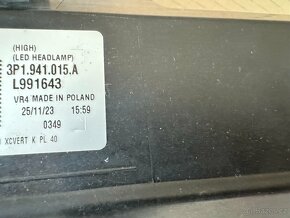 (HIGH)
(LED HEADLAMP)
3P1.941.015.A
L991643
VR4 MADE IN POLAND
25/11/23 15:59
0349
XCVERT K PL 40